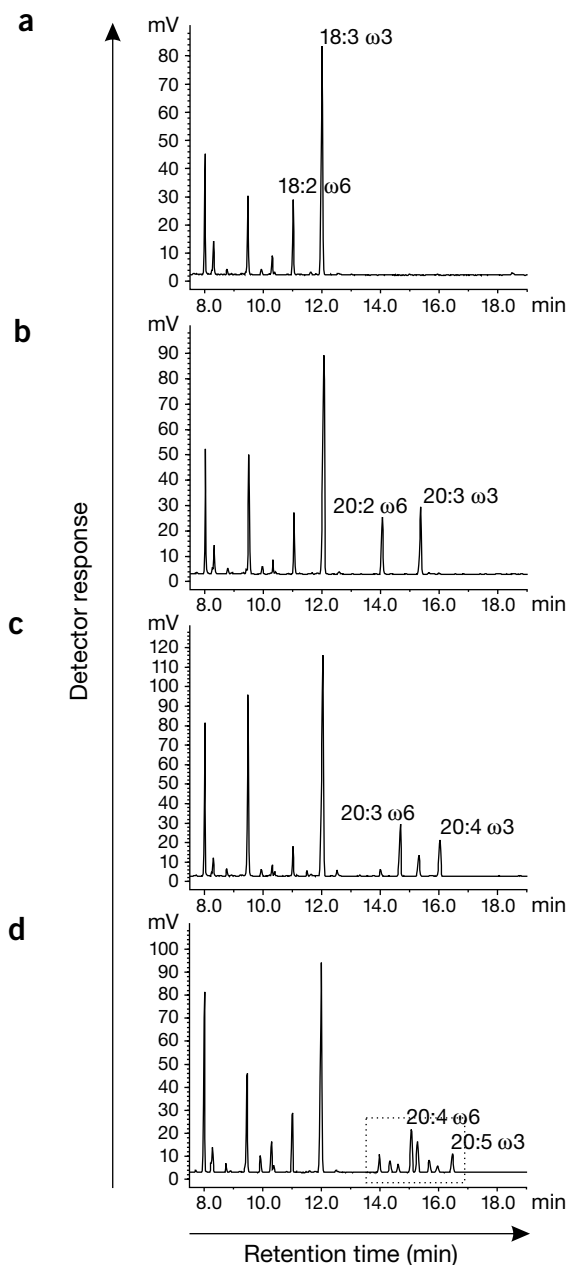 a
mV
80
70
60
50
40
30
20
10
0
18:3 ω3
18:2 ω6
8.0 10.0 12.0 14.0 16.0 18.0 min
b
mV
90
80
70
60
50
40
30
20
10
0
20:2 ω6
20:3 ω3
8.0 10.0 12.0 14.0 16.0 18.0 min
c
mV
120
110
100
90
80
70
60
50
40
30
20
10
0
20:3 ω6
20:4 ω3
8.0 10.0 12.0 14.0 16.0 18.0 min
d
mV
100
90
80
70
60
50
40
30
20
10
0
20:4 ω6
20:5 ω3
8.0 10.0 12.0 14.0 16.0 18.0 min
Detector response
Retention time (min)